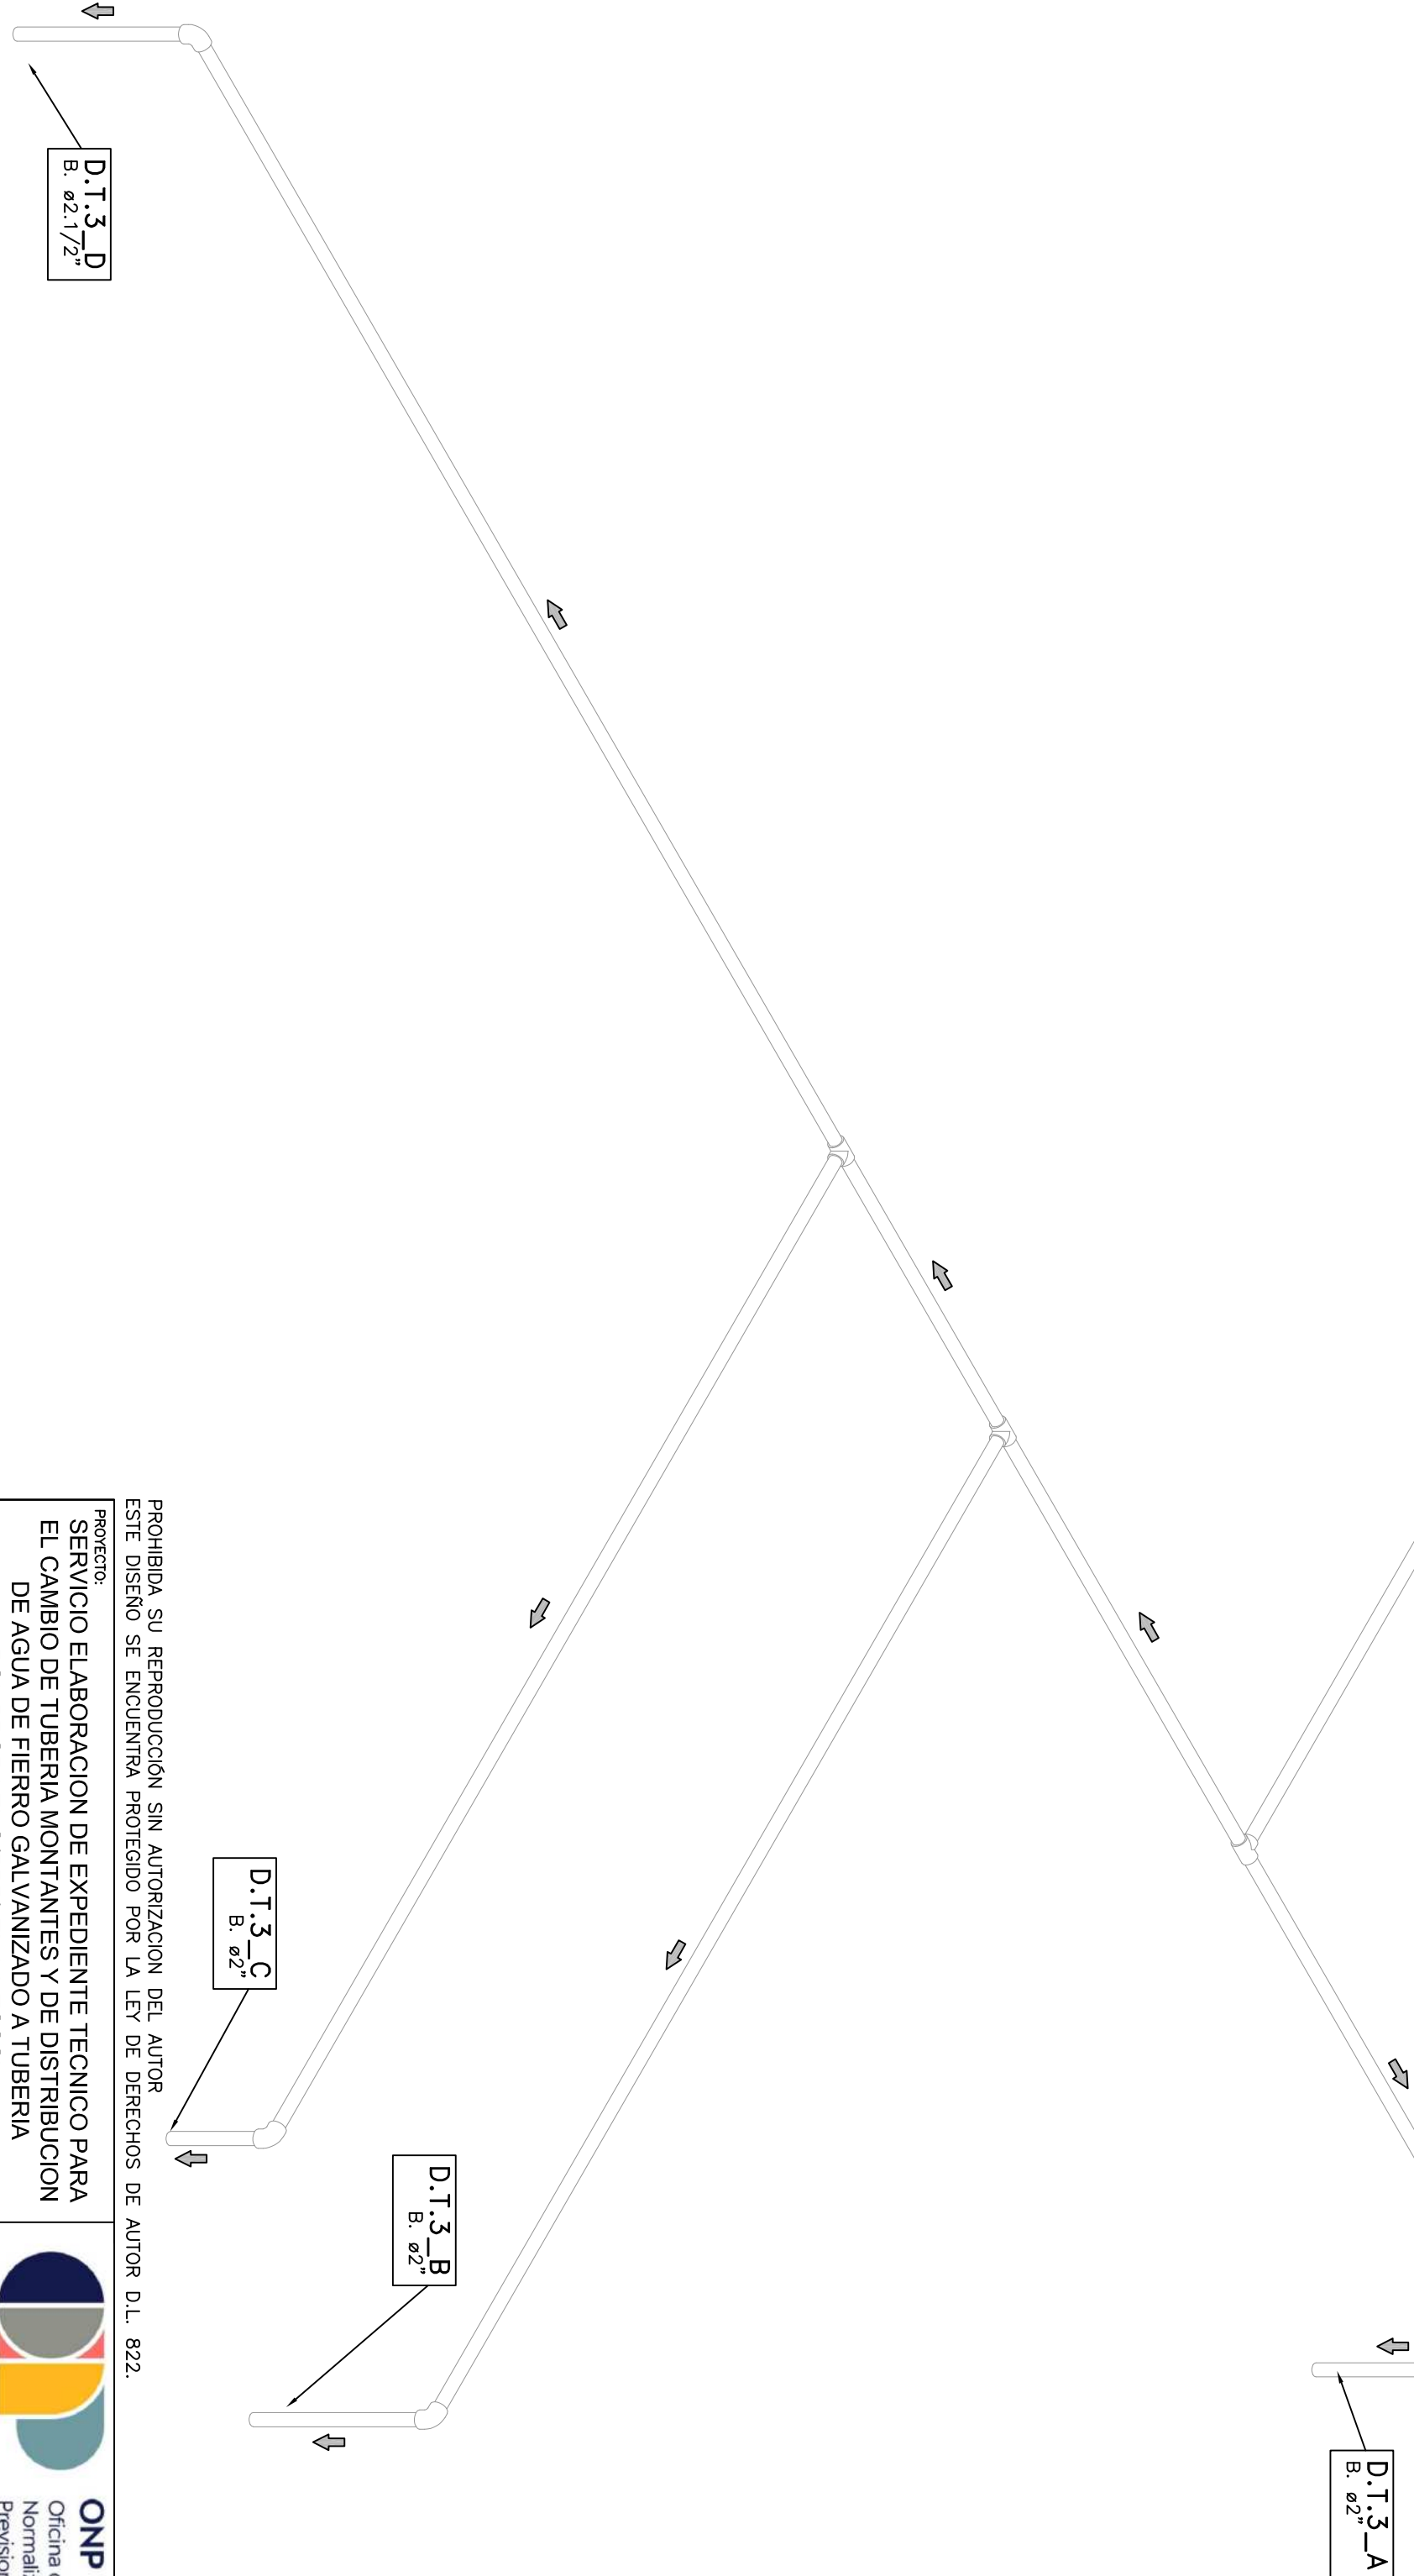 D.T.3_D
B. ø2.1/2"
D.T.3_A
B. ø2"
D.T.3_B
B. ø2"
D.T.3_C
B. ø2"
PROHIBIDA SU REPRODUCCIÓN SIN AUTORIZACION DEL AUTOR
ESTE DISEÑO SE ENCUENTRA PROTEGIDO POR LA LEY DE DERECHOS DE AUTOR D.L. 822.
PROYECTO:
SERVICIO ELABORACION DE EXPEDIENTE TECNICO PARA
EL CAMBIO DE TUBERIA MONTANTES Y DE DISTRIBUCION
DE AGUA DE FIERRO GALVANIZADO A TUBERIA
ONP
Oficina